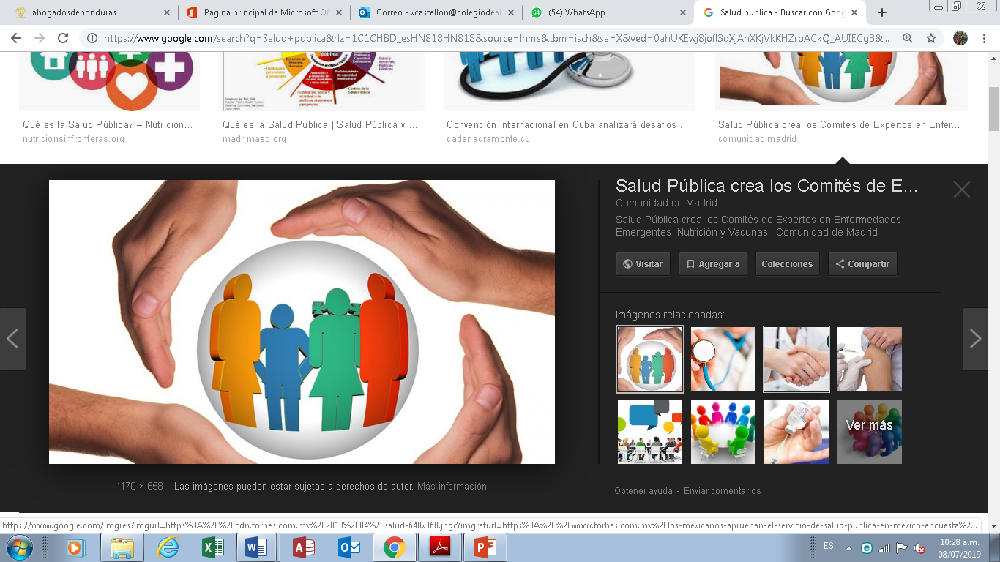 abogadosdehonduras
Página principal de Microsoft Of
Correo - xcastellon@colegiodeal
(54) WhatsApp
Salud publica - Buscar con Goog
https://www.google.com/search?q=Salud+publica&rlz=1C1CHBD_esHN818HN818&source=lnms&tbm=isch&sa=X&ved=0ahUKEwj8jofl3qXjAhXKjVkKHZroACkQ_AUIECgB&...
Qué es la Salud Pública? – Nutrición...
nutricionsinfronteras.org
Qué es la Salud Pública | Salud Pública y ...
madrimasd.org
Convención Internacional en Cuba analizará desafíos ...
cadenagramonte.cu
Salud Pública crea los Comités de Expertos en Enfer...
comunidad.madrid
Salud Pública crea los Comités de E...
Comunidad de Madrid
Salud Pública crea los Comités de Expertos en Enfermedades
Emergentes, Nutrición y Vacunas | Comunidad de Madrid
Visitar
Agregar a
Colecciones
Compartir
Imágenes relacionadas:
Ver más
1170 × 658 - Las imágenes pueden estar sujetas a derechos de autor. Más información
Obtener ayuda - Enviar comentarios
https://www.google.com/imgres?imgurl=https%3A%2F%2Fcdn.forbes.com.mx%2F2018%2F04%2Fsalud-640x360.jpg&imgrefurl=https%3A%2F%2Fwww.forbes.com.mx%2Flos-mexicanos-aprueban-el-servicio-de-salud-publica-en-mexico-encuesta%2...
ES
10:28 a.m.
08/07/2019